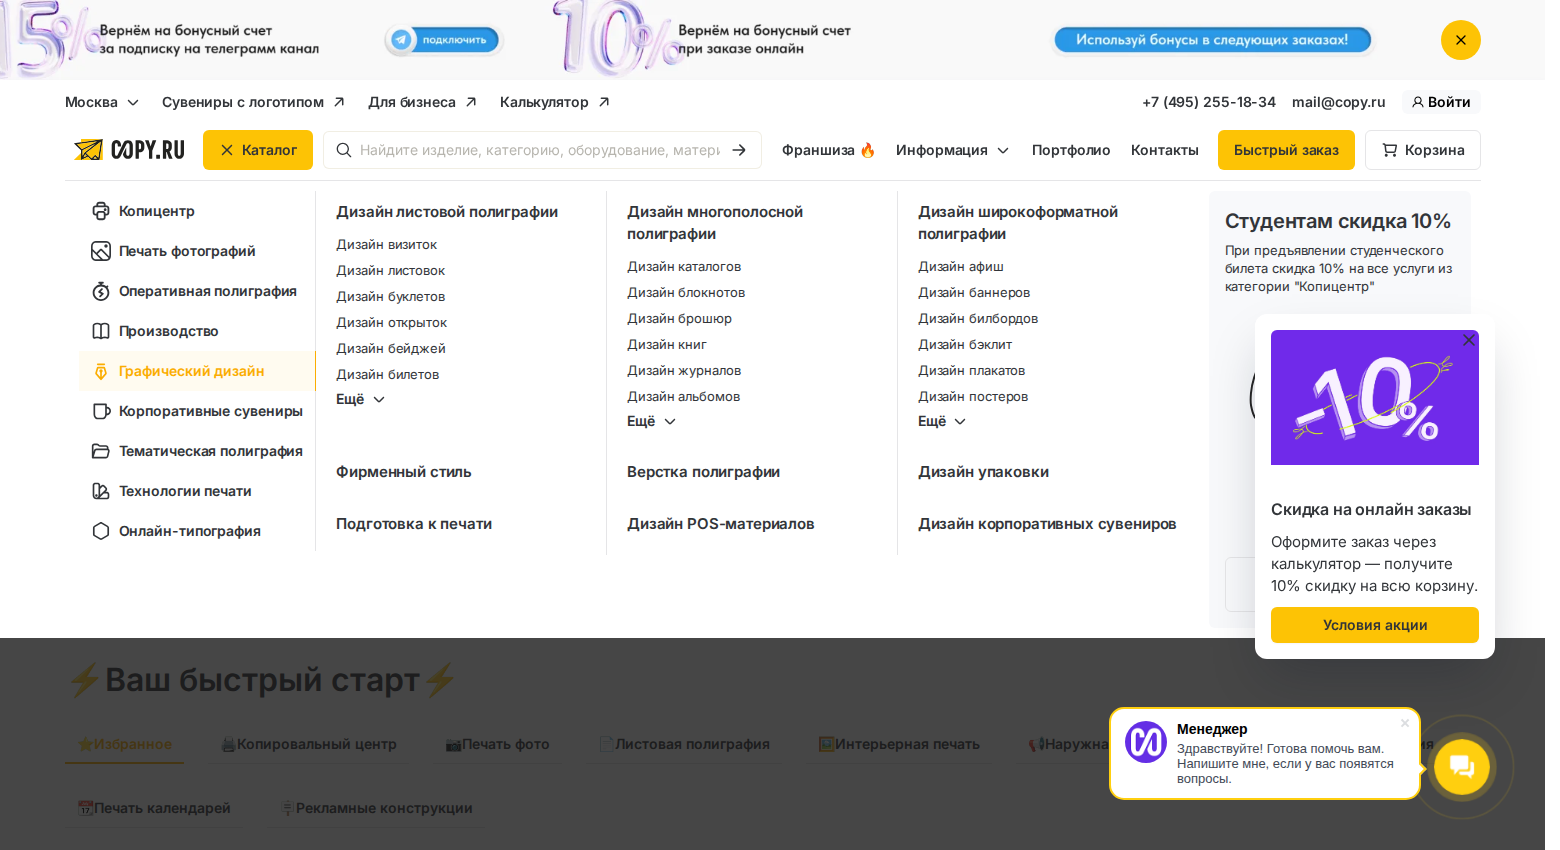 15%
Вернём на бонусный счет
за подписку на телеграмм канал
ПОДКЛЮЧИТЬ
10%
Вернём на бонусный счет
при заказе онлайн
Используй бонусы в следующих заказах!
Москва
Сувениры с логотипом
Для бизнеса
Калькулятор
+7 (495) 255-18-34
mail@copy.ru
Войти
COPY.RU
Каталог
Найдите изделие, категорию, оборудование, матери
Франшиза 🔥
Информация
Портфолио
Контакты
Быстрый заказ
Корзина
Копицентр
Печать фотографий
Оперативная полиграфия
Производство
Графический дизайн
Корпоративные сувениры
Тематическая полиграфия
Технологии печати
Онлайн-типография
Дизайн листовой полиграфии
Дизайн визиток
Дизайн листовок
Дизайн буклетов
Дизайн открыток
Дизайн бейджей
Дизайн билетов
Ещё
Фирменный стиль
Подготовка к печати
Дизайн многополосной
полиграфии
Дизайн каталогов
Дизайн блокнотов
Дизайн брошюр
Дизайн книг
Дизайн журналов
Дизайн альбомов
Ещё
Верстка полиграфии
Дизайн POS-материалов
Дизайн широкоформатной
полиграфии
Дизайн афиш
Дизайн баннеров
Дизайн билбордов
Дизайн бэклит
Дизайн плакатов
Дизайн постеров
Ещё
Дизайн упаковки
Дизайн корпоративных сувениров
Студентам скидка 10%
При предъявлении студенческого
билета скидка 10% на все услуги из
категории "Копицентр"
-10%
Скидка на онлайн заказы
Оформите заказ через
калькулятор — получите
10% скидку на всю корзину.
Условия акции
⚡Ваш быстрый старт⚡
⭐Избранное
🖨️Копировальный центр
📷Печать фото
📄Листовая полиграфия
🖼️Интерьерная печать
📢Наружна
📆Печать календарей
🪧Рекламные конструкции
Менеджер
Здравствуйте! Готова помочь вам.
Напишите мне, если у вас появятся
вопросы.